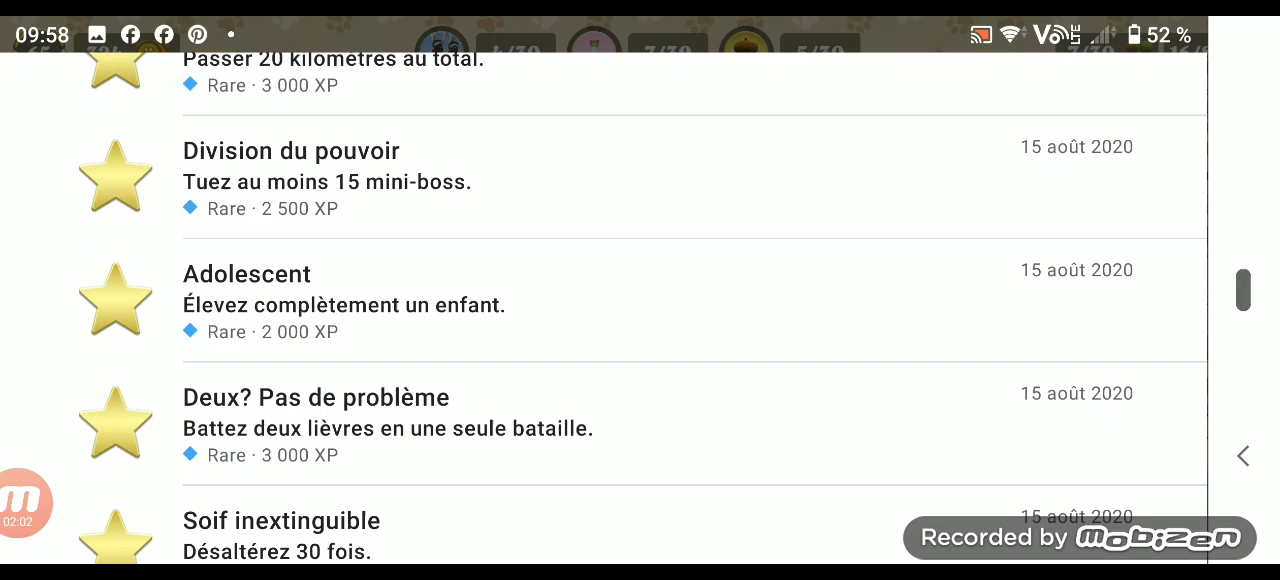 09:58
52 %
Passer 20 kilomètres au total.
Rare · 3 000 XP
Division du pouvoir
15 août 2020
Tuez au moins 15 mini-boss.
Rare · 2 500 XP
Adolescent
15 août 2020
Élevez complètement un enfant.
Rare · 2 000 XP
Deux? Pas de problème
15 août 2020
Battez deux lièvres en une seule bataille.
Rare · 3 000 XP
Soif inextinguible
15 août 2020
Désaltérez 30 fois.
02:02
Recorded by mobizen